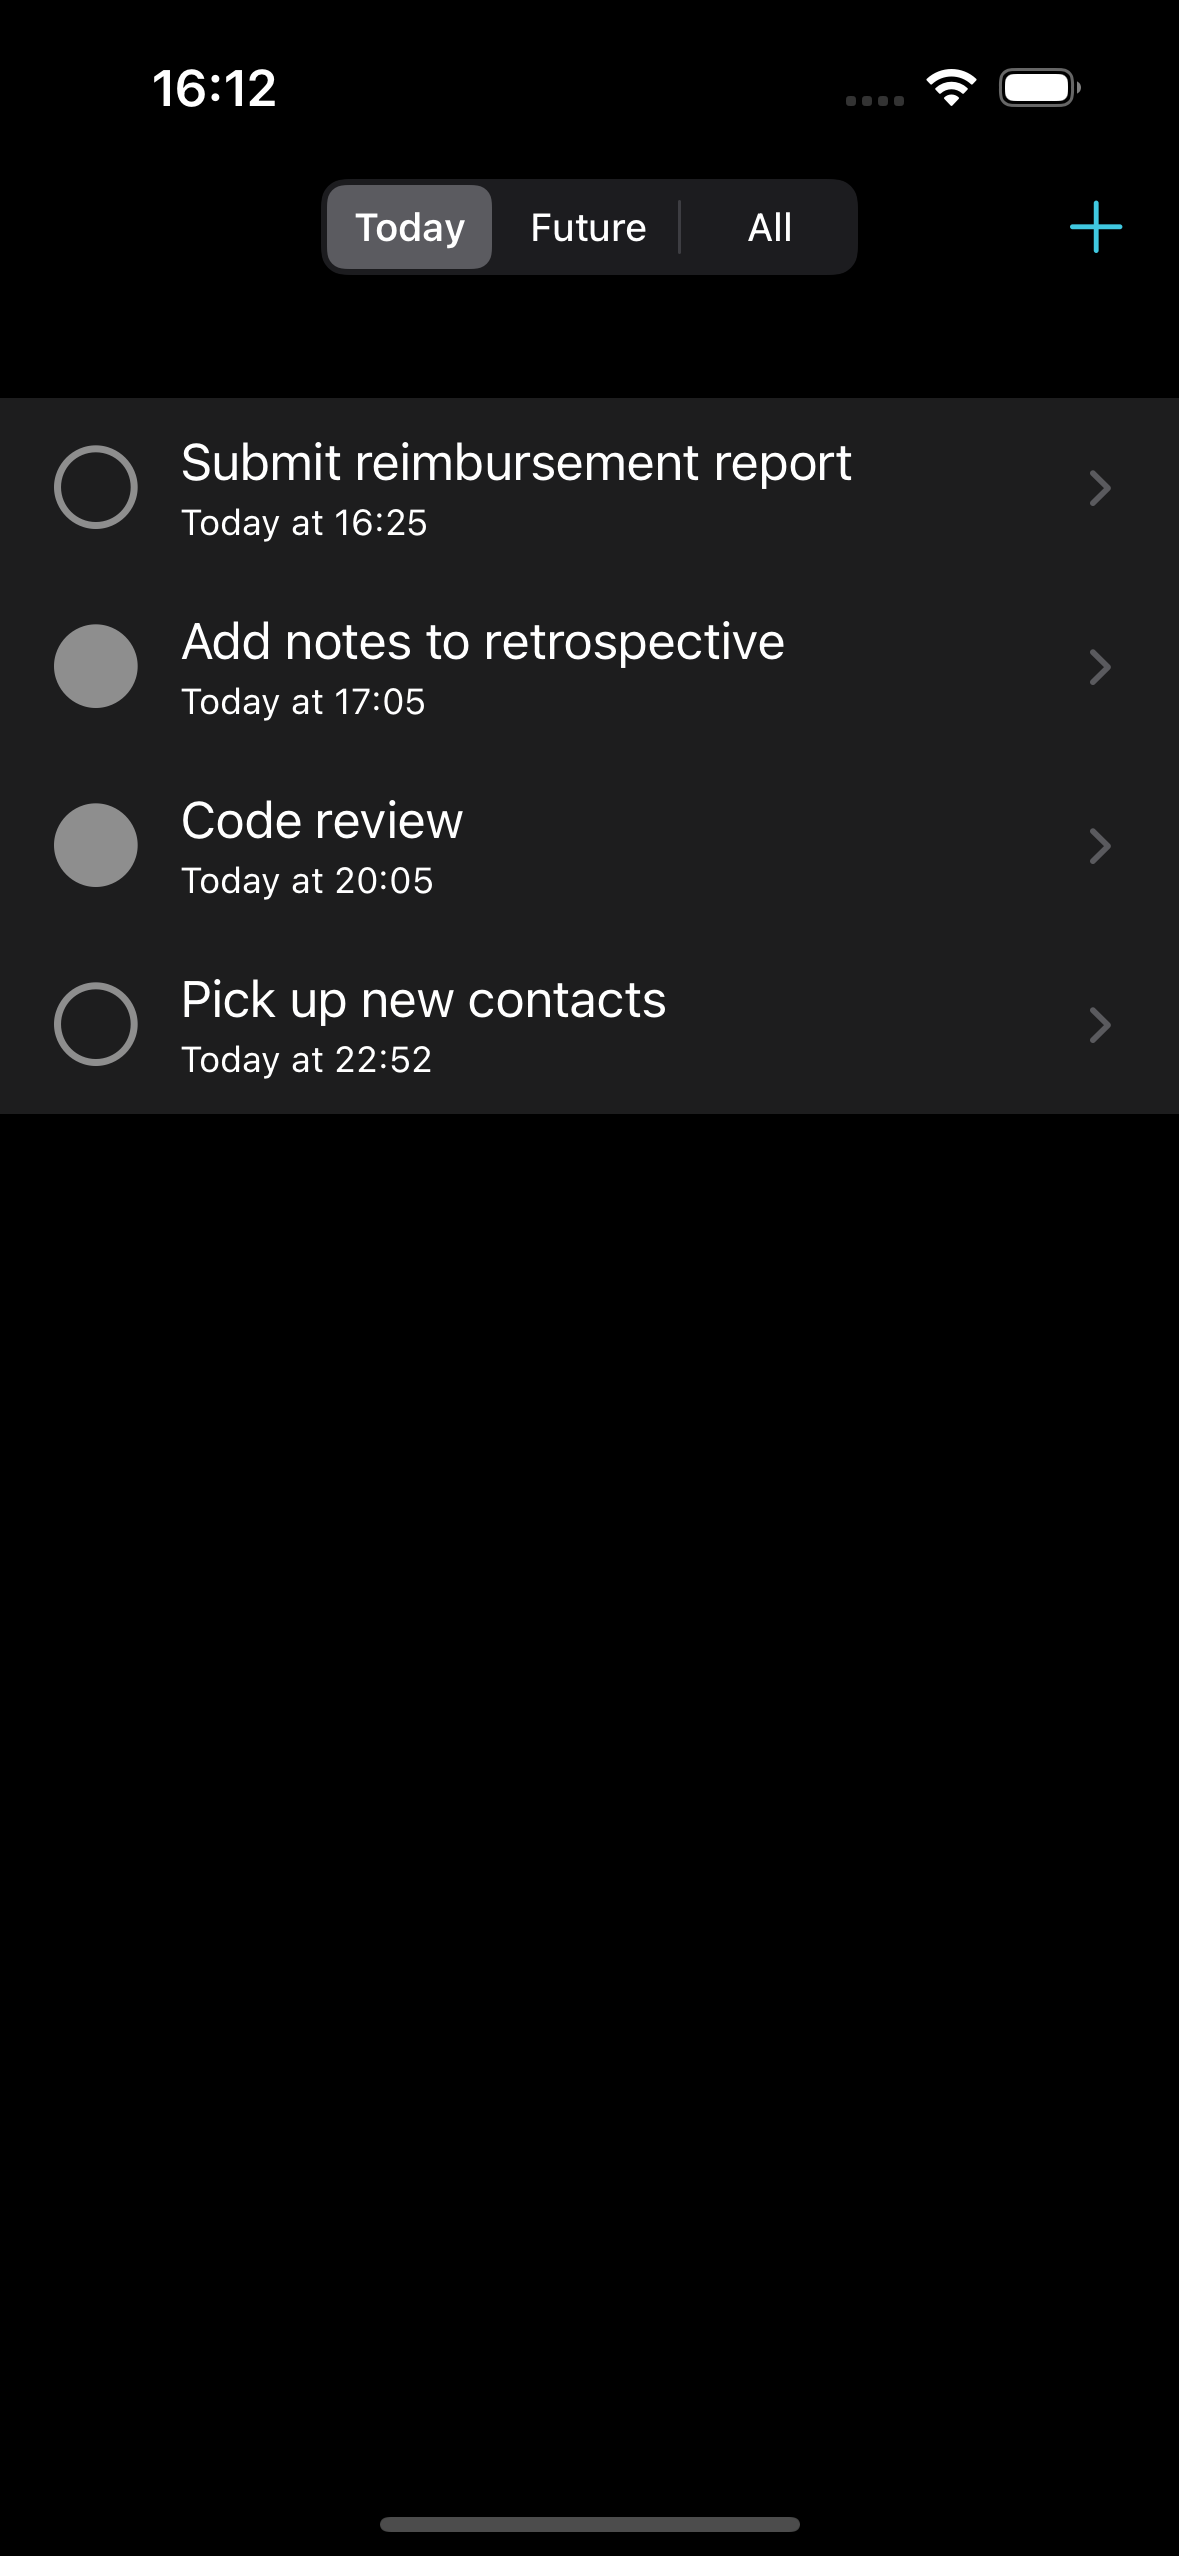 16:12
Today Future All
Submit reimbursement report
Today at 16:25
Add notes to retrospective
Today at 17:05
Code review
Today at 20:05
Pick up new contacts
Today at 22:52